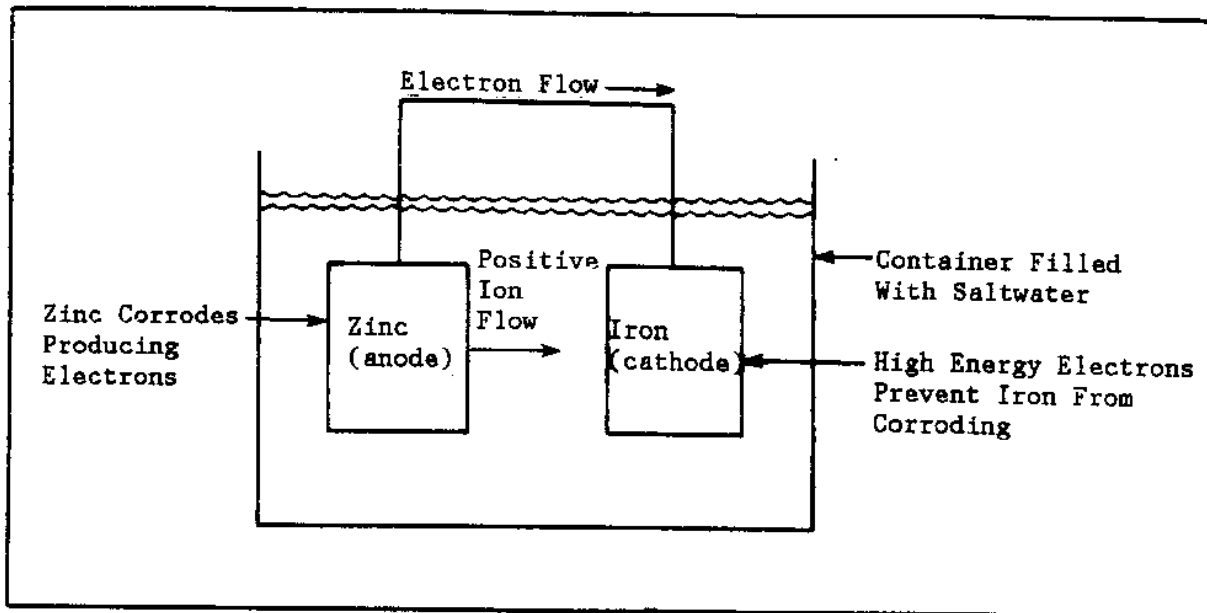 Electron Flow
Positive
Ion
Flow
Container Filled
With Saltwater
Zinc Corrodes
Producing
Electrons
Zinc
(anode)
Iron
(cathode)
High Energy Electrons
Prevent Iron From
Corroding